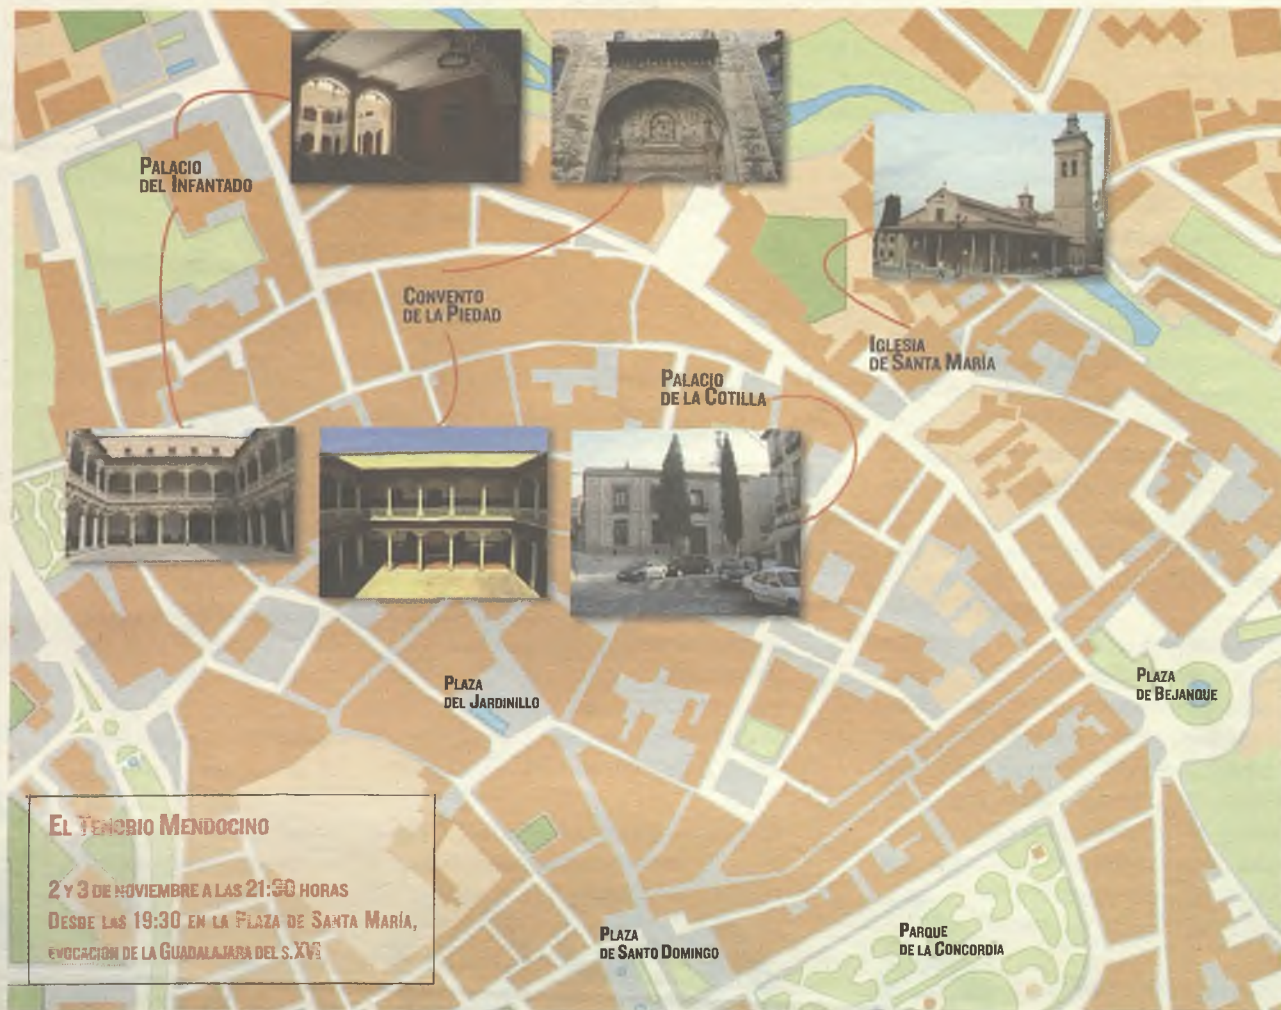 PALACIO
DEL INFANTADO
CONVENTO
DE LA PIEDAD
IGLESIA
DE SANTA MARÍA
PALACIO
DE LA COTILLA
PLAZA
DEL JARDINILLO
PLAZA
DE BEJANQUE
EL TENORIO MENDOCINO
2 Y 3 DE NOVIEMBRE A LAS 21:30 HORAS
DESDE LAS 19:30 EN LA PLAZA DE SANTA MARÍA,
EVOCACIÓN DE LA GUADALAJARA DEL S. XVI
PLAZA
DE SANTO DOMINGO
PARQUE
DE LA CONCORDIA